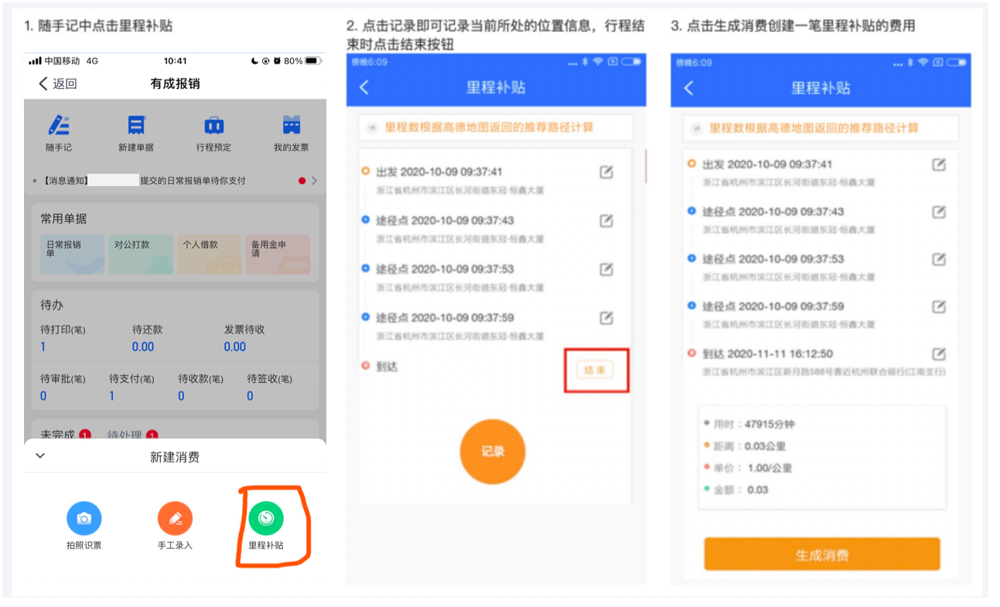 1. 随手记中点击里程补贴
中国移动 4G 10:41 80%
返回 有成报销
随手记 新建单据 行程预定 我的发票
【消息通知】 提交的日常报销单待你支付
常用单据
日常报销单 对公打款 个人借款 备用金申请
待办
待打印(笔) 待还款 发票待收
1 0.00 0.00
待审批(笔) 待支付(笔) 待收款(笔) 待签收(笔)
0 1 0 0
未完成 1 待处理 1
新建消费
拍照识票 手工录入 里程补贴
2. 点击记录即可记录当前所处的位置信息，行程结
束时点击结束按钮
傍晚6:09
里程补贴
里程数根据高德地图返回的推荐路径计算
出发 2020-10-09 09:37:41
浙江省杭州市滨江区长河街道东冠·恒鑫大厦
途径点 2020-10-09 09:37:43
浙江省杭州市滨江区长河街道东冠·恒鑫大厦
途径点 2020-10-09 09:37:53
浙江省杭州市滨江区长河街道东冠·恒鑫大厦
途径点 2020-10-09 09:37:59
浙江省杭州市滨江区长河街道东冠·恒鑫大厦
到达
结束
记录
3. 点击生成消费创建一笔里程补贴的费用
傍晚6:09
里程补贴
里程数根据高德地图返回的推荐路径计算
出发 2020-10-09 09:37:41
浙江省杭州市滨江区长河街道东冠·恒鑫大厦
途径点 2020-10-09 09:37:43
浙江省杭州市滨江区长河街道东冠·恒鑫大厦
途径点 2020-10-09 09:37:53
浙江省杭州市滨江区长河街道东冠·恒鑫大厦
途径点 2020-10-09 09:37:59
浙江省杭州市滨江区长河街道东冠·恒鑫大厦
到达 2020-11-11 16:12:50
浙江省杭州市滨江区新月路588号靠近杭州联合银行(江南支行)
用时：47915分钟
距离：0.03公里
单价： 1.00/公里
金额： 0.03
生成消费